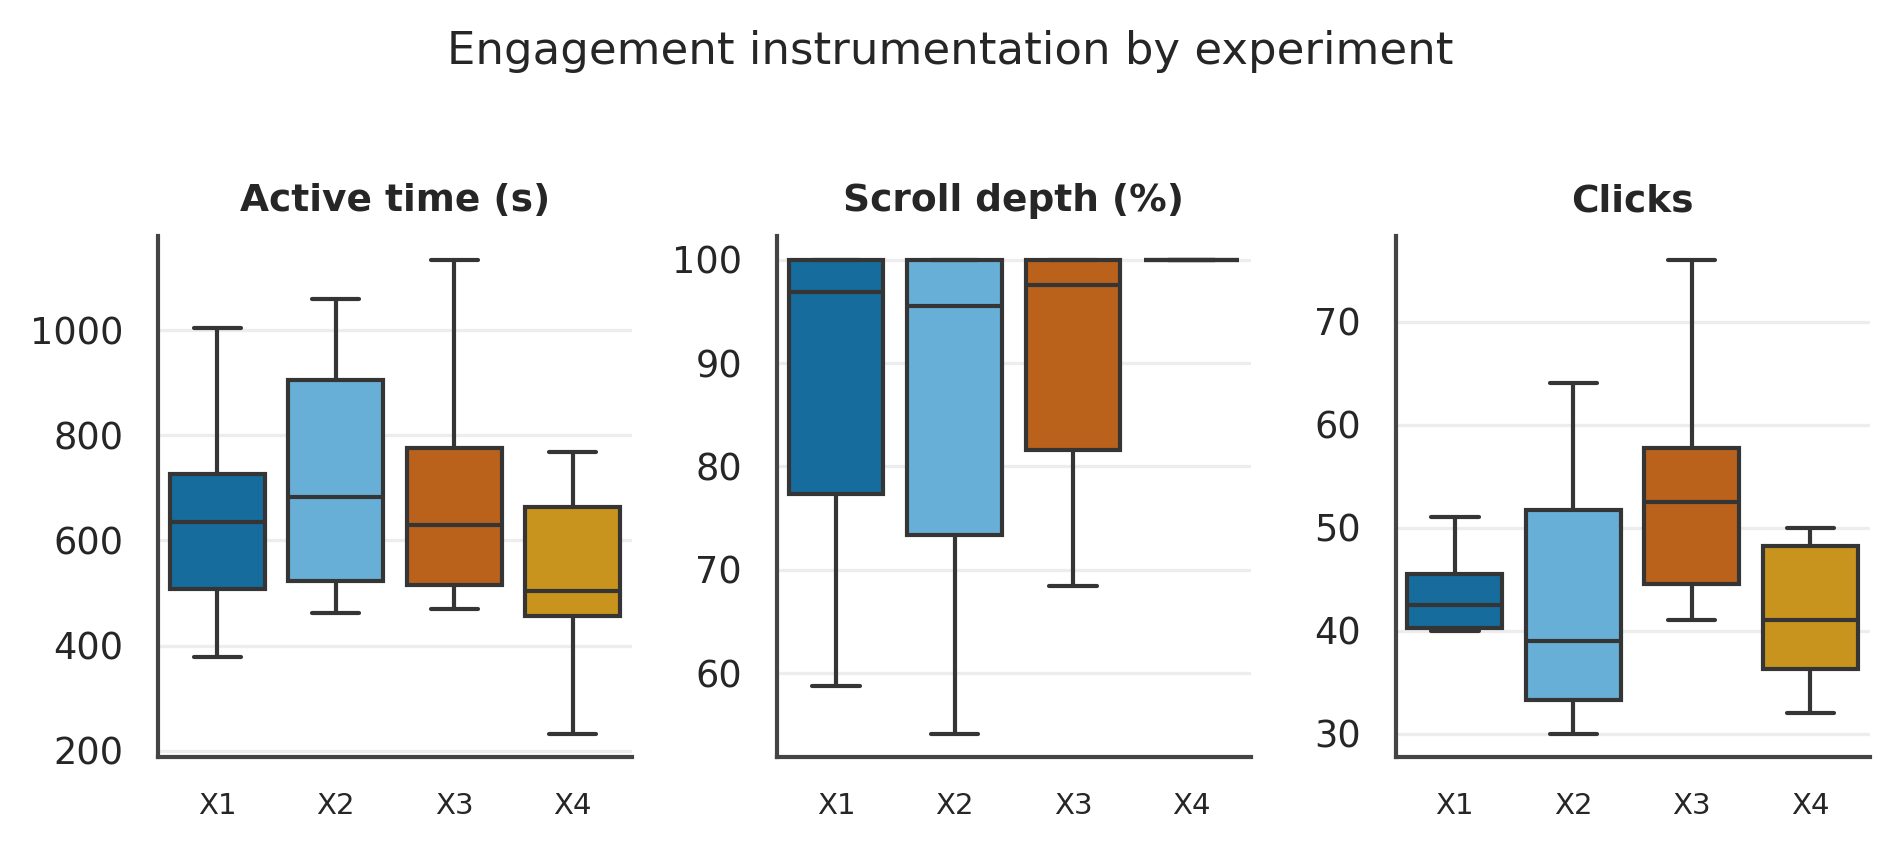 Engagement instrumentation by experiment
Active time (s)
1000
800
600
400
200
X1 X2 X3 X4
Scroll depth (%)
100
90
80
70
60
X1 X2 X3 X4
Clicks
70
60
50
40
30
X1 X2 X3 X4